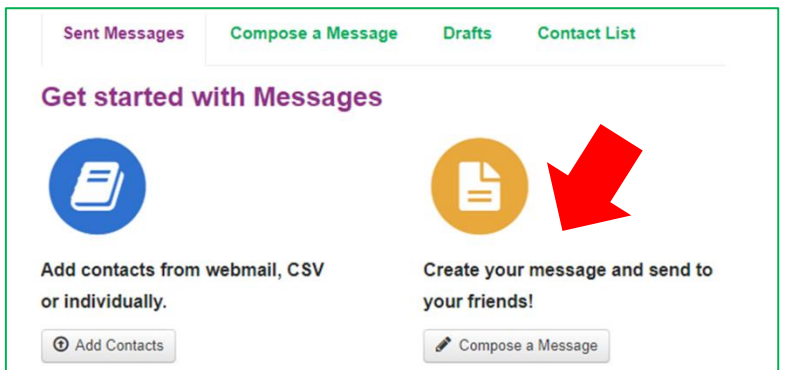 Sent Messages Compose a Message Drafts Contact List
Get started with Messages
Add contacts from webmail, CSV
or individually.
Add Contacts
Create your message and send to
your friends!
Compose a Message